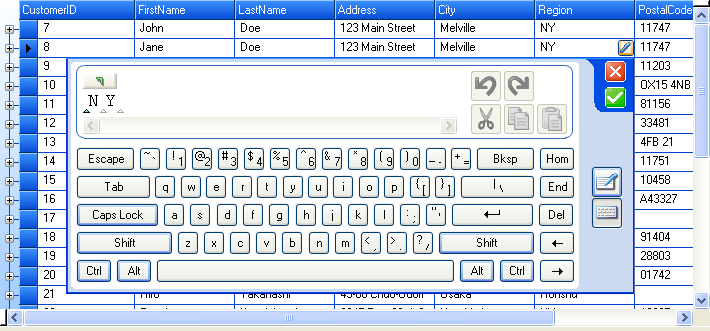 CustomerID FirstName LastName Address City Region PostalCode
7 John Doe 123 Main Street Melville NY 11747
8 Jane Doe 123 Main Street Melville NY 11747
9 11203
10 OX15 4NB
11 81156
12 33481
13 4FB 21
14 11751
15 10458
16 A43327
17
18 91404
19 28803
20 01742
21
N Y
Escape ~ ` ! 1 @ 2 # 3 $ 4 % 5 ^ 6 & 7 * 8 ( 9 ) 0 _ - + = Bksp Hom
Tab q w e r t y u i o p { [ } ] | \ End
Caps Lock a s d f g h j k l : ; " ' Del
Shift z x c v b n m < , > . ? / Shift
Ctrl Alt Alt Ctrl